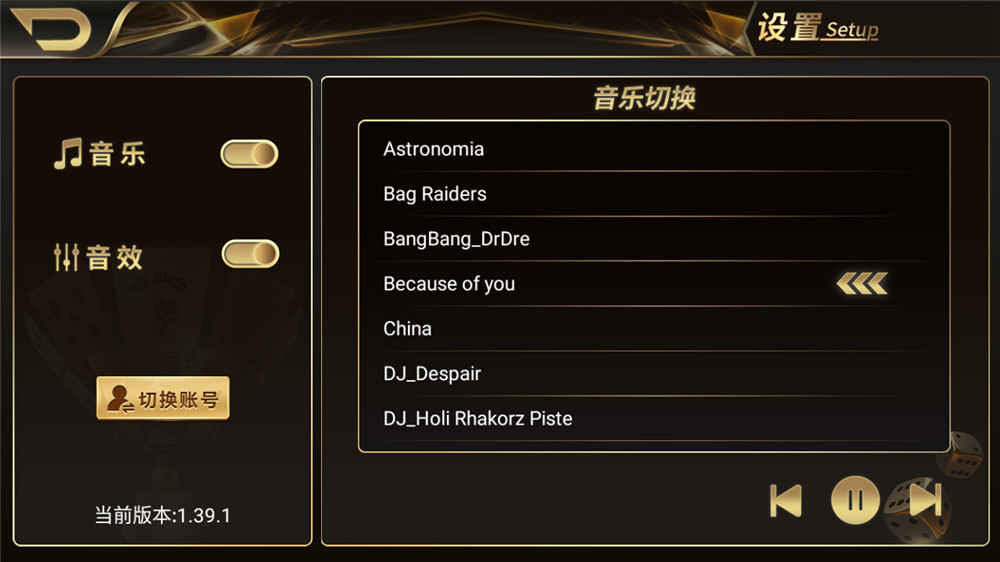 设置 Setup
音乐
音效
切换账号
当前版本:1.39.1
音乐切换
Astronomia
Bag Raiders
BangBang_DrDre
Because of you
China
DJ_Despair
DJ_Holi Rhakorz Piste
JOKER